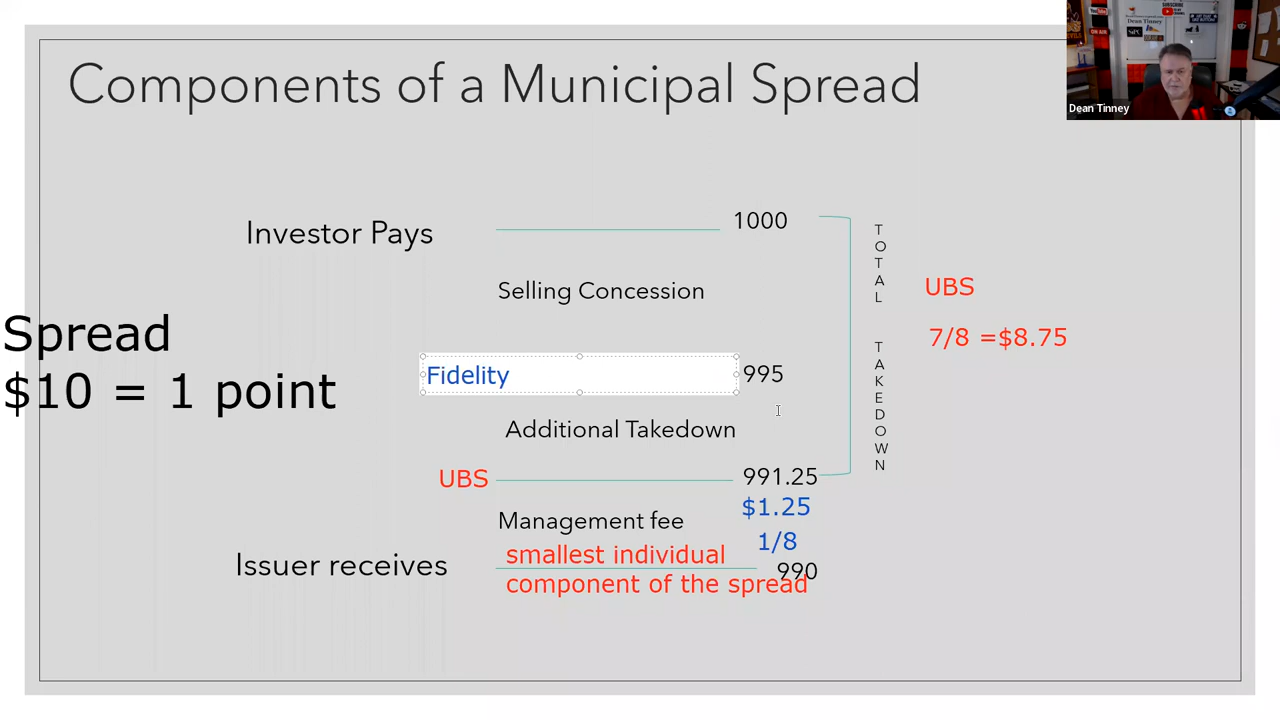 Components of a Municipal Spread
Dean Tinney
Investor Pays
1000
Selling Concession
Spread
$10 = 1 point
Fidelity
995
Additional Takedown
UBS
991.25
$1.25
Management fee
1/8
smallest individual
component of the spread
Issuer receives
990
TOTAL TAKEDOWN
UBS
7/8 =$8.75